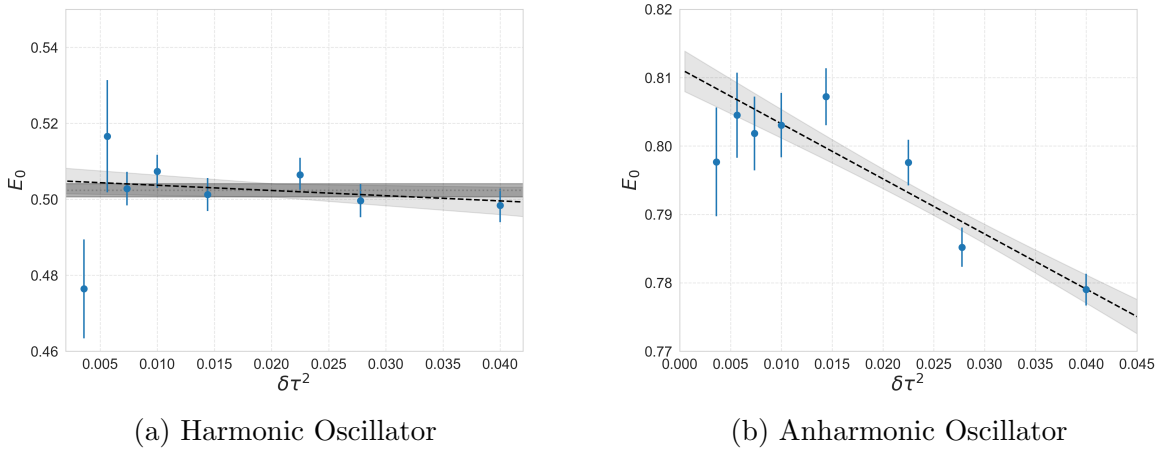 0.54
0.52
0.50
0.48
0.46
E₀
0.005 0.010 0.015 0.020 0.025 0.030 0.035 0.040
δτ²
(a) Harmonic Oscillator
0.82
0.81
0.80
0.79
0.78
0.77
E₀
0.000 0.005 0.010 0.015 0.020 0.025 0.030 0.035 0.040 0.045
δτ²
(b) Anharmonic Oscillator